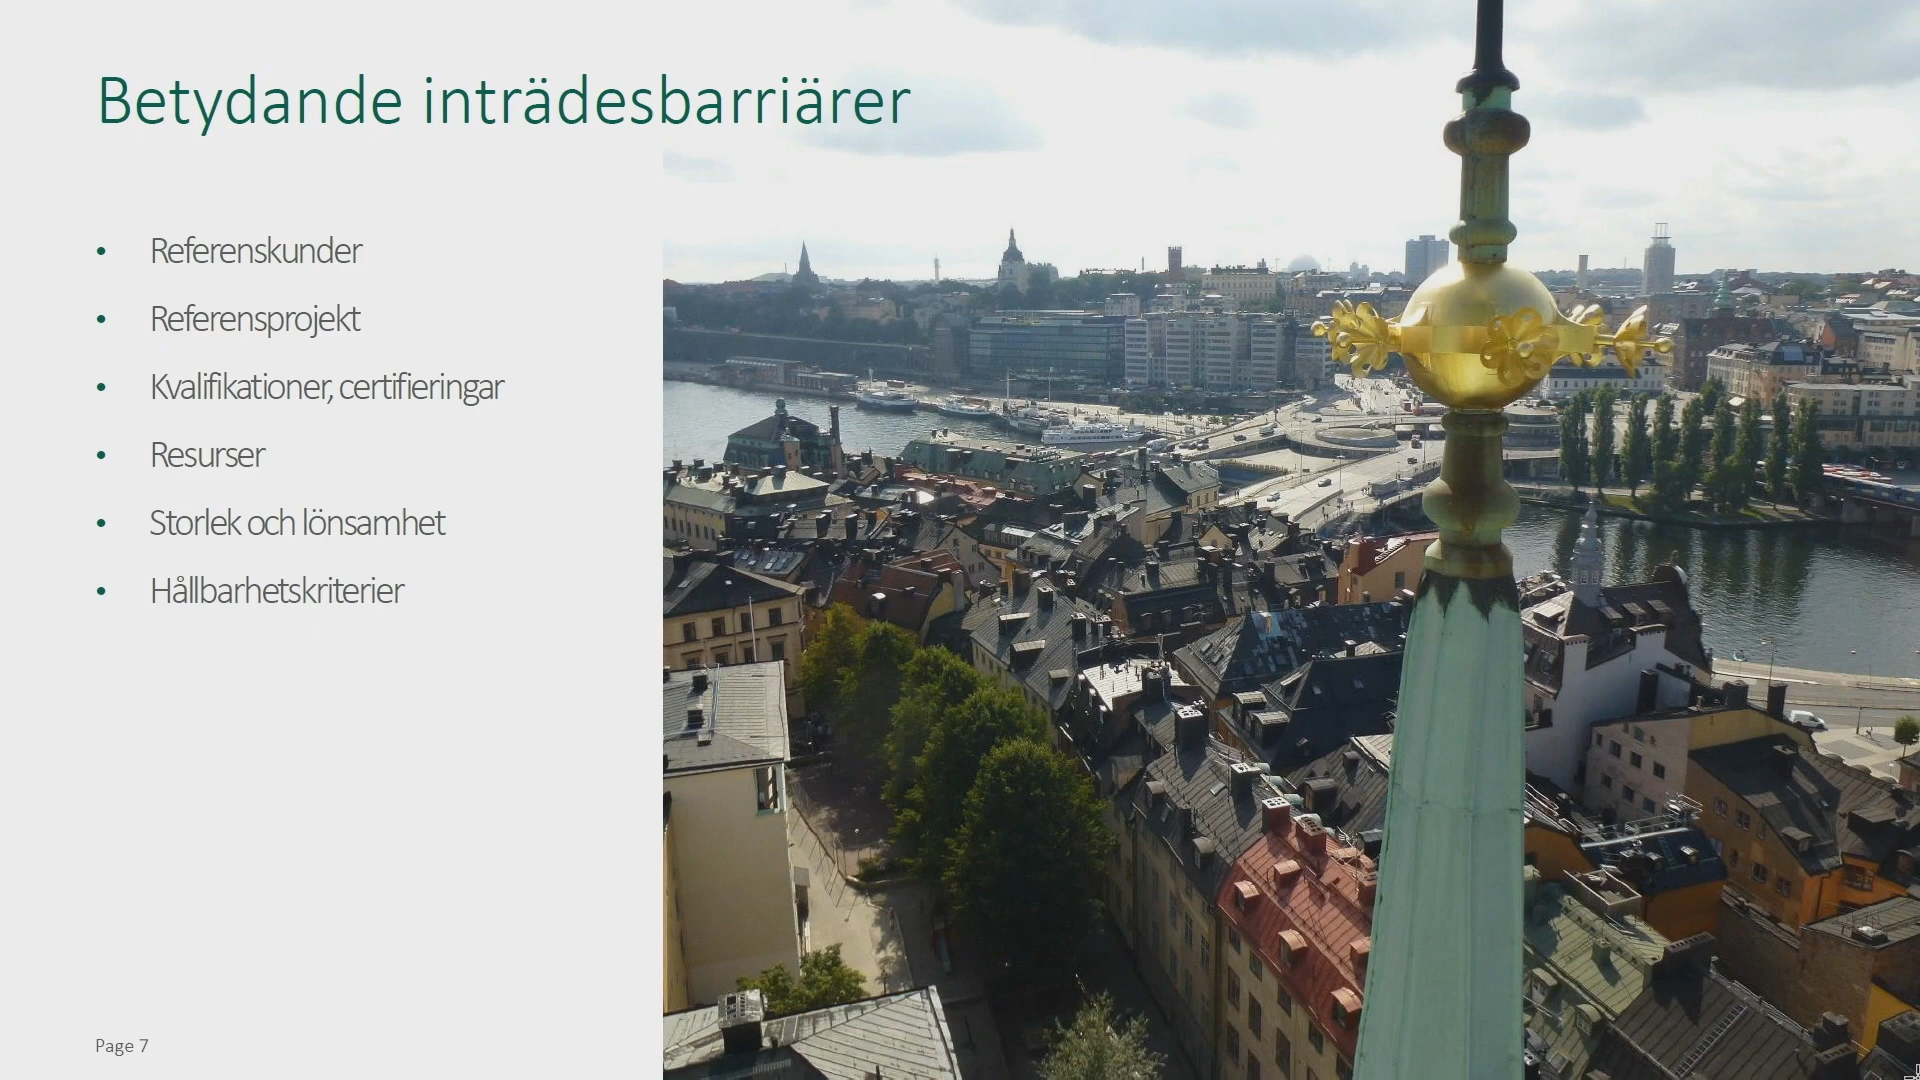 Betydande inträdesbarriärer
• Referenskunder
• Referensprojekt
• Kvalifikationer, certifieringar
• Resurser
• Storlek och lönsamhet
• Hållbarhetskriterier
Page 7